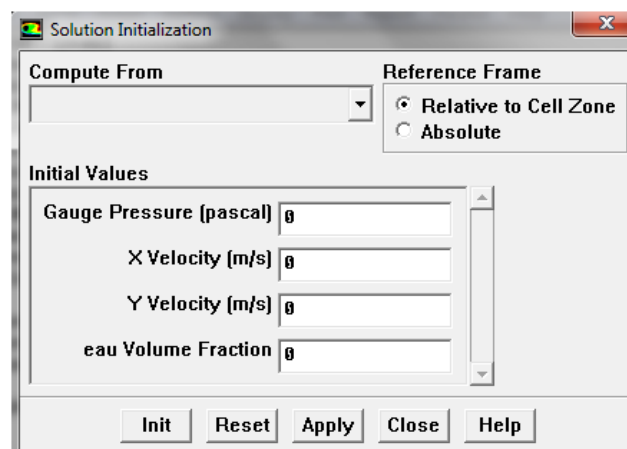 Solution Initialization
Compute From
Reference Frame
Relative to Cell Zone
Absolute
Initial Values
Gauge Pressure (pascal) 0
X Velocity (m/s) 0
Y Velocity (m/s) 0
eau Volume Fraction 0
Init Reset Apply Close Help